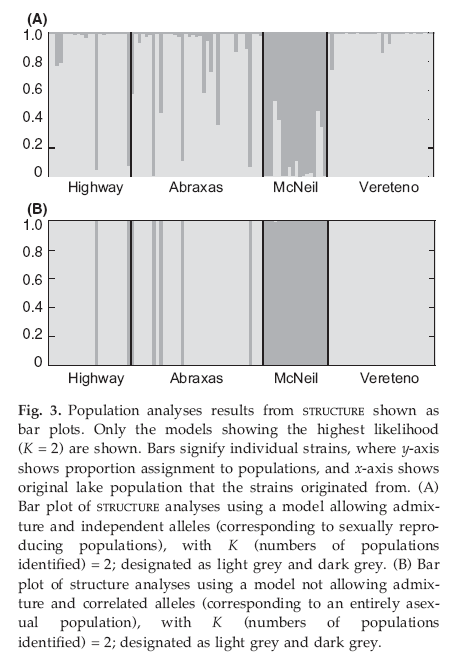 (A)
1.0
0.8
0.6
0.4
0.2
0
Highway Abraxas McNeil Vereteno
(B)
1.0
0.8
0.6
0.4
0.2
0
Highway Abraxas McNeil Vereteno
Fig. 3. Population analyses results from STRUCTURE shown as
bar plots. Only the models showing the highest likelihood
(K = 2) are shown. Bars signify individual strains, where y-axis
shows proportion assignment to populations, and x-axis shows
original lake population that the strains originated from. (A)
Bar plot of STRUCTURE analyses using a model allowing admix-
ture and independent alleles (corresponding to sexually repro-
ducing populations), with K (numbers of populations
identified) = 2; designated as light grey and dark grey. (B) Bar
plot of structure analyses using a model not allowing admix-
ture and correlated alleles (corresponding to an entirely asex-
ual population), with K (numbers of populations
identified) = 2; designated as light grey and dark grey.